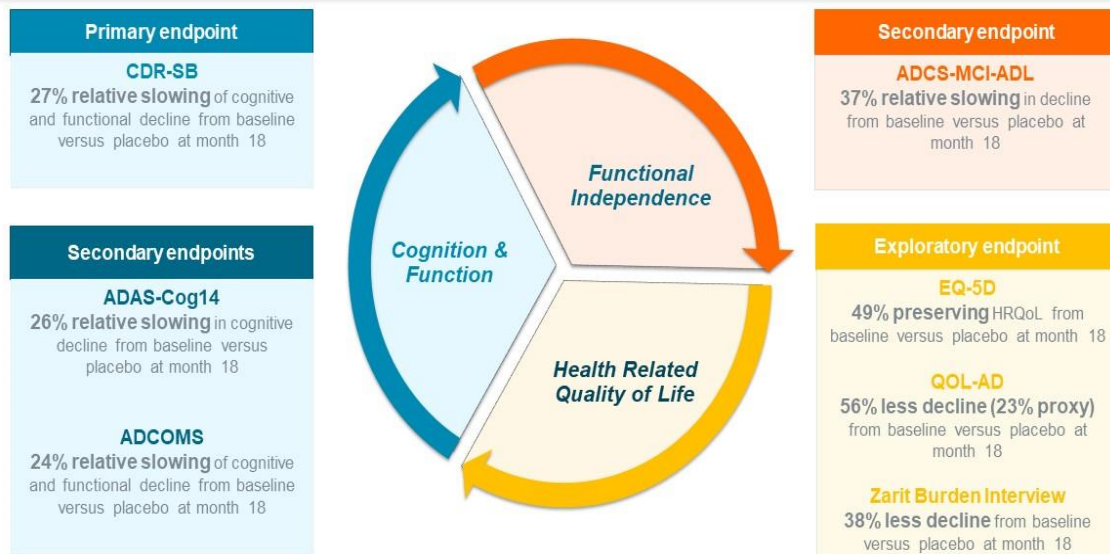 Primary endpoint
CDR-SB
27% relative slowing of cognitive
and functional decline from baseline
versus placebo at month 18
Secondary endpoints
ADAS-Cog14
26% relative slowing in cognitive
decline from baseline versus
placebo at month 18
ADCOMS
24% relative slowing of cognitive
and functional decline from baseline
versus placebo at month 18
Cognition &
Function
Functional
Independence
Health Related
Quality of Life
Secondary endpoint
ADCS-MCI-ADL
37% relative slowing in decline
from baseline versus placebo at
month 18
Exploratory endpoint
EQ-5D
49% preserving HRQoL from
baseline versus placebo at month 18
QOL-AD
56% less decline (23% proxy)
from baseline versus placebo at
month 18
Zarit Burden Interview
38% less decline from baseline
versus placebo at month 18